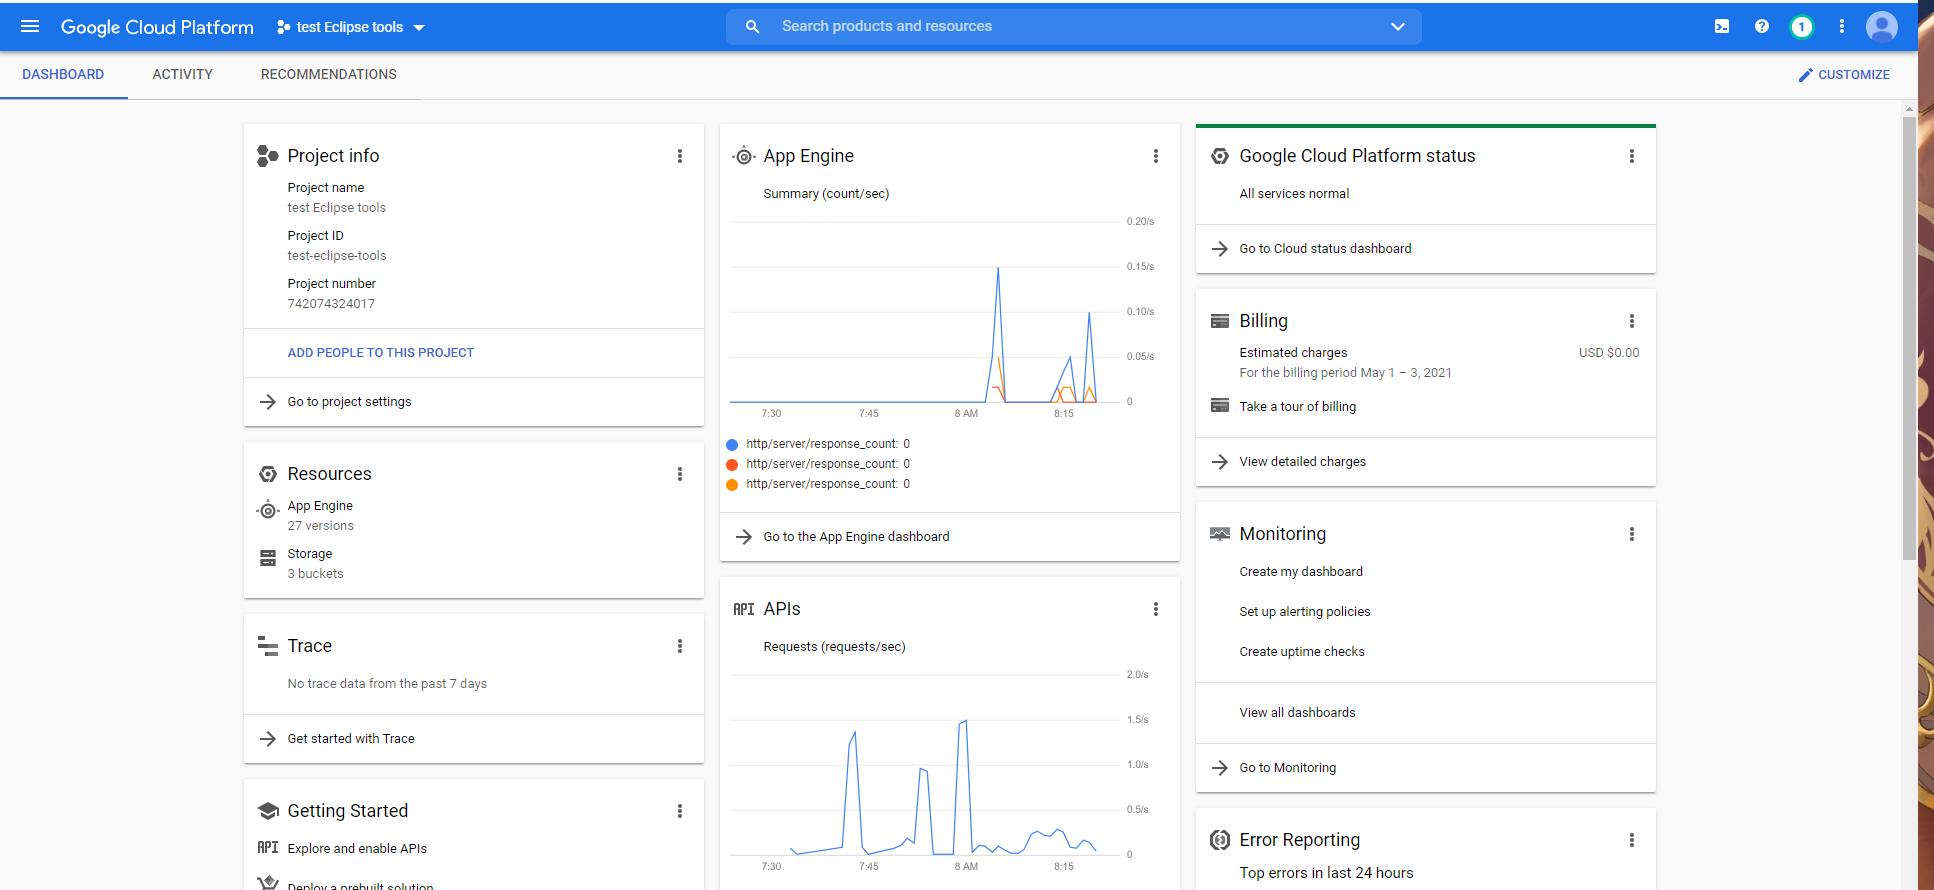 Google Cloud Platform
test Eclipse tools
Search products and resources
1
DASHBOARD
ACTIVITY
RECOMMENDATIONS
CUSTOMIZE
Project info
Project name
test Eclipse tools
Project ID
test-eclipse-tools
Project number
742074324017
ADD PEOPLE TO THIS PROJECT
Go to project settings
Resources
App Engine
27 versions
Storage
3 buckets
Trace
No trace data from the past 7 days
Get started with Trace
Getting Started
API Explore and enable APIs
Deploy a prebuilt solution
App Engine
Summary (count/sec)
0.20/s
0.15/s
0.10/s
0.05/s
0
7:30 7:45 8 AM 8:15
http/server/response_count: 0
http/server/response_count: 0
http/server/response_count: 0
Go to the App Engine dashboard
API APIs
Requests (requests/sec)
2.0/s
1.5/s
1.0/s
0.5/s
0
7:30 7:45 8 AM 8:15
Google Cloud Platform status
All services normal
Go to Cloud status dashboard
Billing
Estimated charges USD $0.00
For the billing period May 1 – 3, 2021
Take a tour of billing
View detailed charges
Monitoring
Create my dashboard
Set up alerting policies
Create uptime checks
View all dashboards
Go to Monitoring
Error Reporting
Top errors in last 24 hours